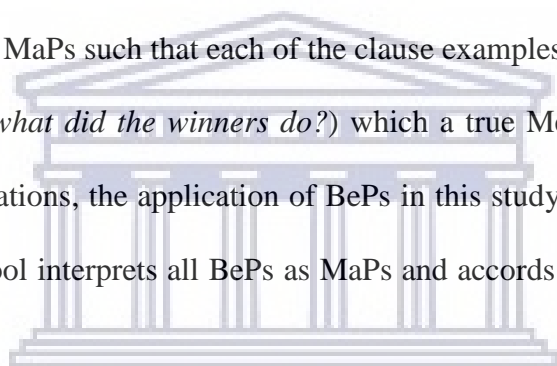 MaPs such that each of the clause examples
what did the winners do?) which a true M
ations, the application of BePs in this study
ool interprets all BePs as MaPs and accords